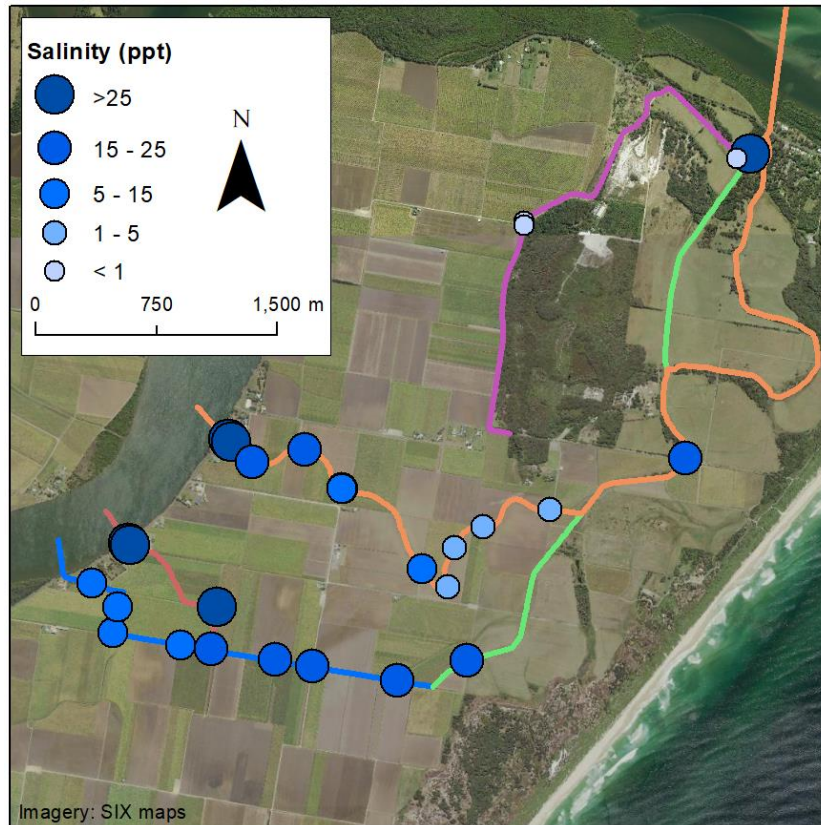 Salinity (ppt)
>25
15 - 25
5 - 15
1 - 5
< 1
N
0 750 1,500 m
Imagery: SIX maps